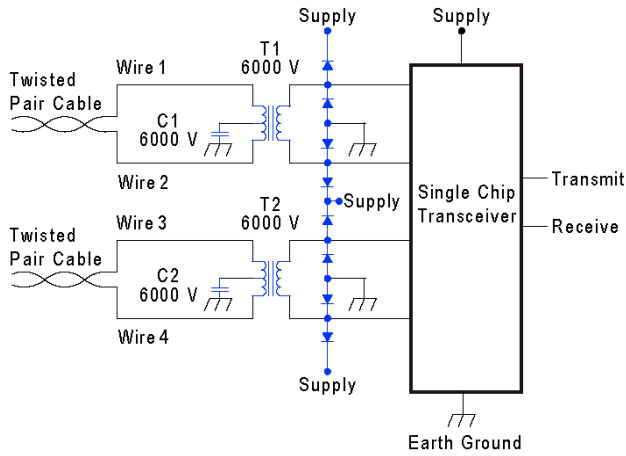 Supply
Supply
T1
6000 V
Wire 1
Twisted
Pair Cable
C1
6000 V
Wire 2
Single Chip
Transceiver
Transmit
Receive
Supply
T2
6000 V
Wire 3
Twisted
Pair Cable
C2
6000 V
Wire 4
Supply
Earth Ground